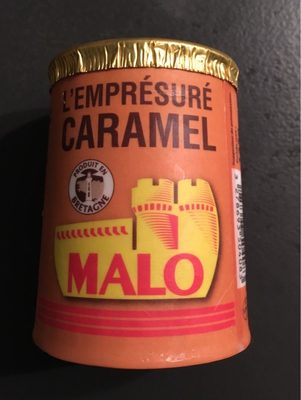 L'EMPRÉSURÉ
CARAMEL
PRODUIT EN
BRETAGNE
MALO